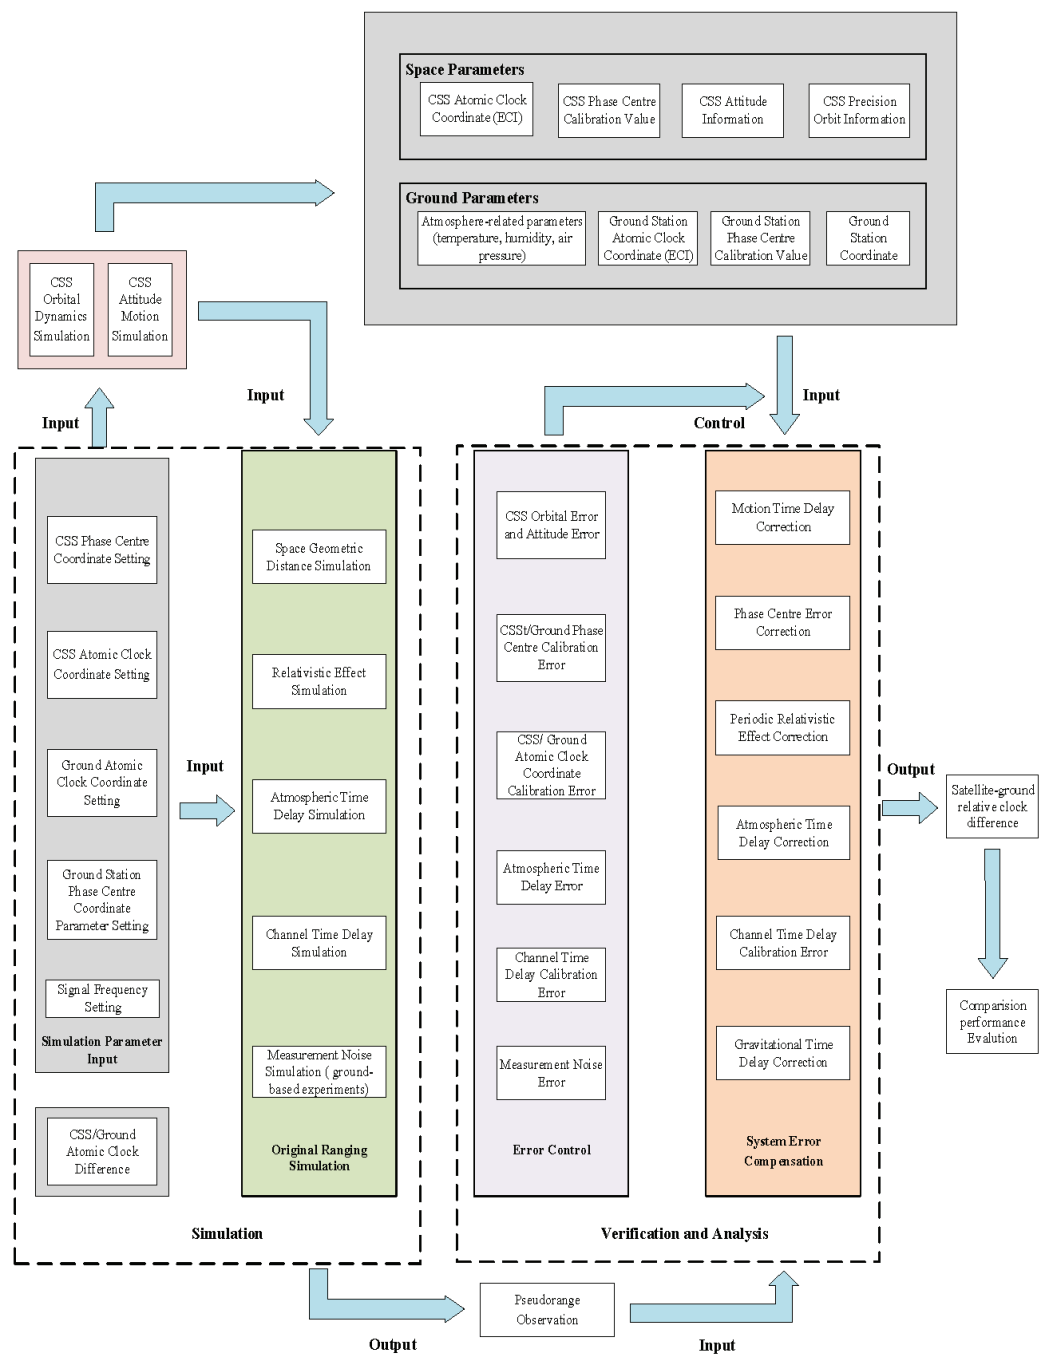 Space Parameters
CSS Atomic Clock
Coordinate (ECI)
CSS Phase Centre
Calibration Value
CSS Attitude
Information
CSS Precision
Orbit Information
Ground Parameters
Atmosphere-related parameters
(temperature, humidity, air
pressure)
Ground Station
Atomic Clock
Coordinate (ECI)
Ground Station
Phase Centre
Calibration Value
Ground
Station
Coordinate
CSS
Orbital
Dynamics
Simulation
CSS
Attitude
Motion
Simulation
Input
Input
Input
Control
CSS Phase Centre
Coordinate Setting
CSS Atomic Clock
Coordinate Setting
Ground Atomic
Clock Coordinate
Setting
Ground Station
Phase Centre
Coordinate
Parameter Setting
Signal Frequency
Setting
Simulation Parameter
Input
CSS/Ground
Atomic Clock
Difference
Input
Space Geometric
Distance Simulation
Relativistic Effect
Simulation
Atmospheric Time
Delay Simulation
Channel Time Delay
Simulation
Measurement Noise
Simulation ( ground-
based experiments)
Original Ranging
Simulation
Simulation
CSS Orbital Error
and Attitude Error
CSSt/Ground Phase
Centre Calibration
Error
CSS/ Ground
Atomic Clock
Coordinate
Calibration Error
Atmospheric Time
Delay Error
Channel Time
Delay Calibration
Error
Measurement Noise
Error
Error Control
Motion Time Delay
Correction
Phase Centre Error
Correction
Periodic Relativistic
Effect Correction
Atmospheric Time
Delay Correction
Channel Time Delay
Calibration Error
Gravitational Time
Delay Correction
System Error
Compensation
Verification and Analysis
Output
Satellite-ground
relative clock
difference
Comparision
performance
Evalution
Output
Pseudorange
Observation
Input